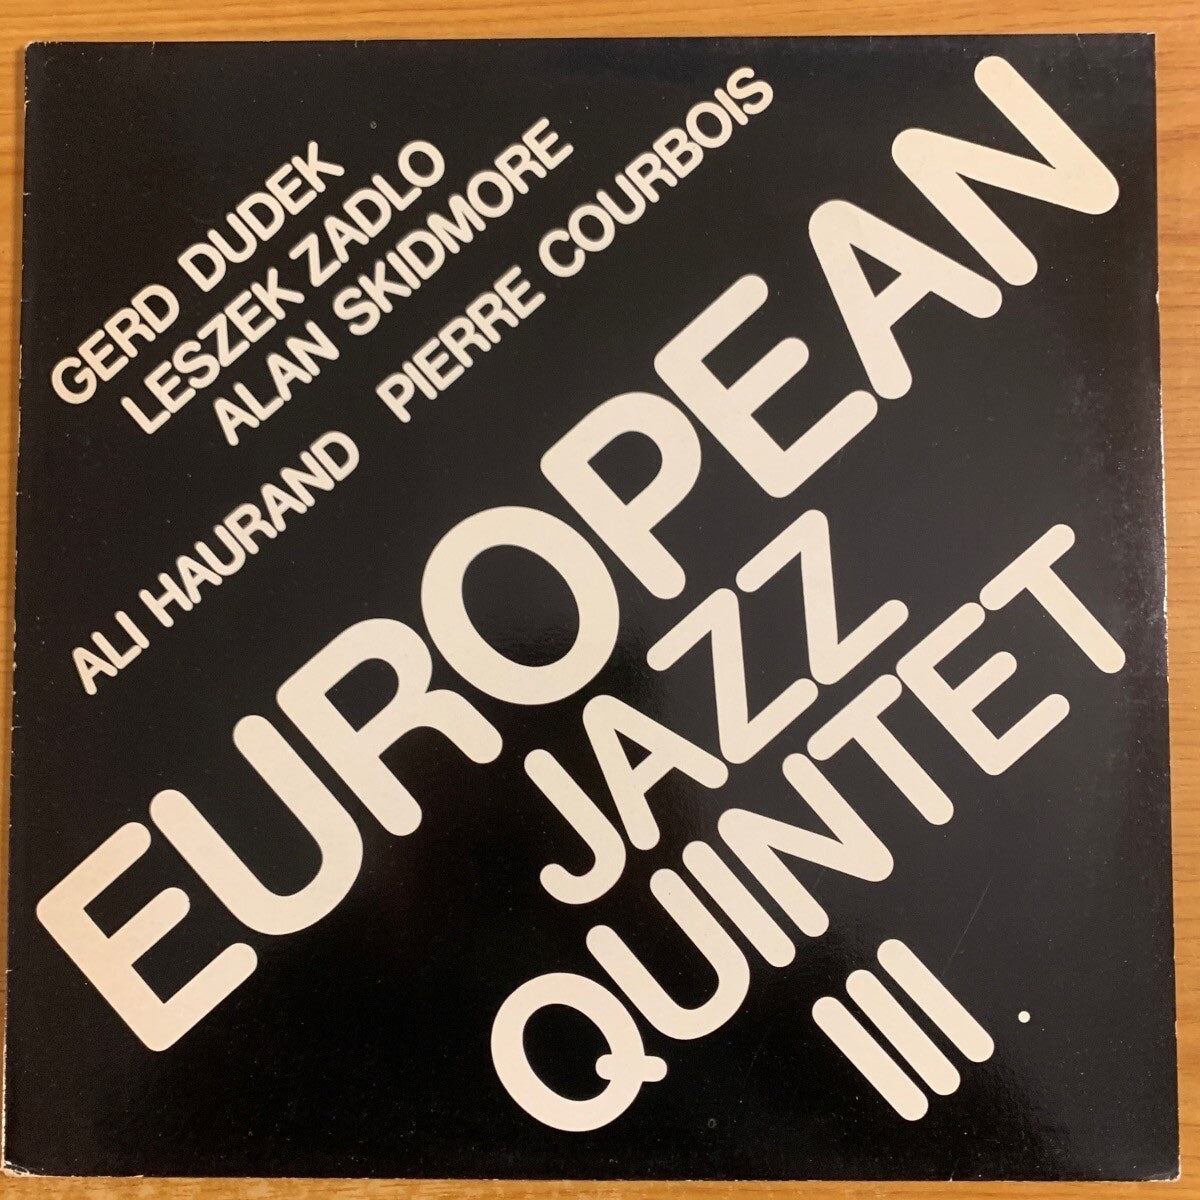 GERD DUDEK
LESZEK ZADLO
ALAN SKIDMORE
ALI HAURAND PIERRE COURBOIS
EUROPEAN
JAZZ
QUINTET
III